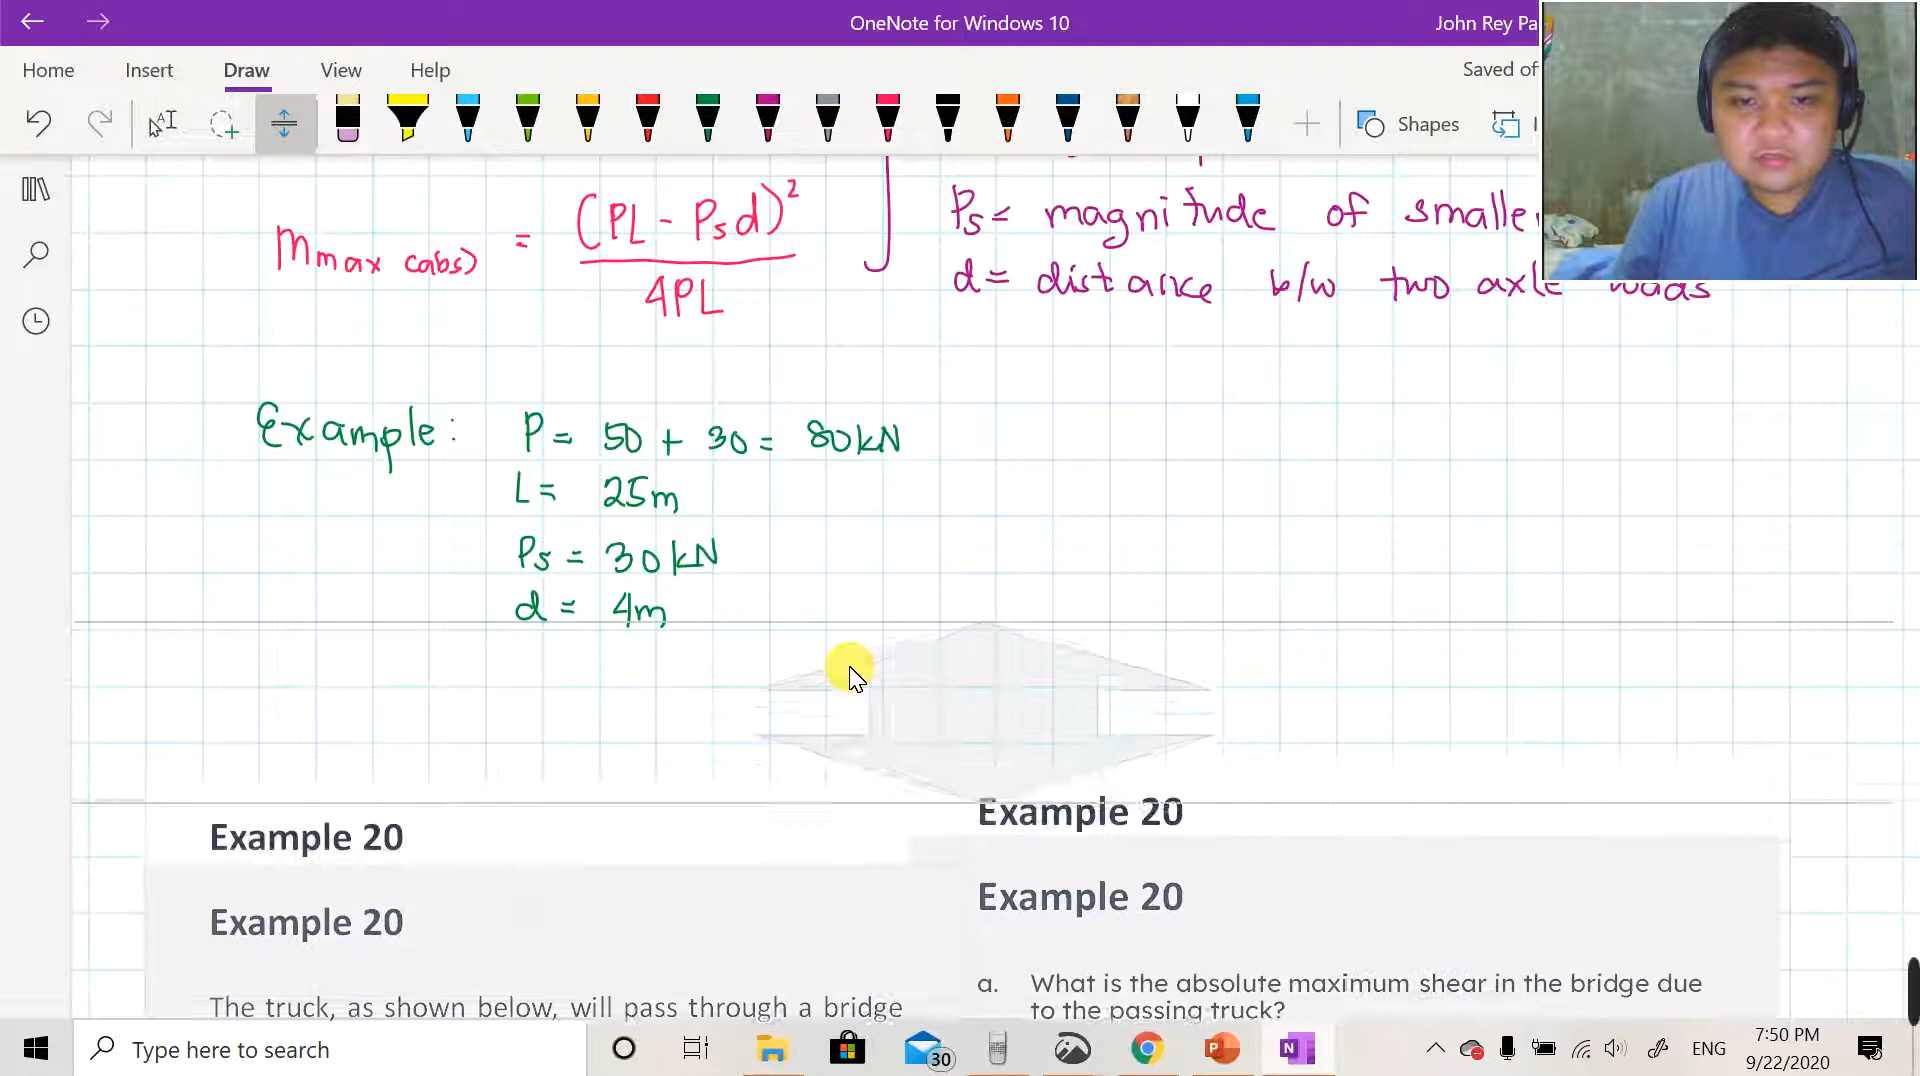 OneNote for Windows 10
John Rey Pa
Home Insert Draw View Help
Saved of
Shapes
(PL - Psd)²
Mmax (abs) =
4PL
Ps = magnitude of smaller
d = distance b/w two axle loads
Example: P = 50 + 30 = 80kN
L = 25m
Ps = 30kN
d = 4m
Example 20
Example 20
The truck, as shown below, will pass through a bridge
Example 20
Example 20
a. What is the absolute maximum shear in the bridge due
to the passing truck?
Type here to search
30
ENG
7:50 PM
9/22/2020